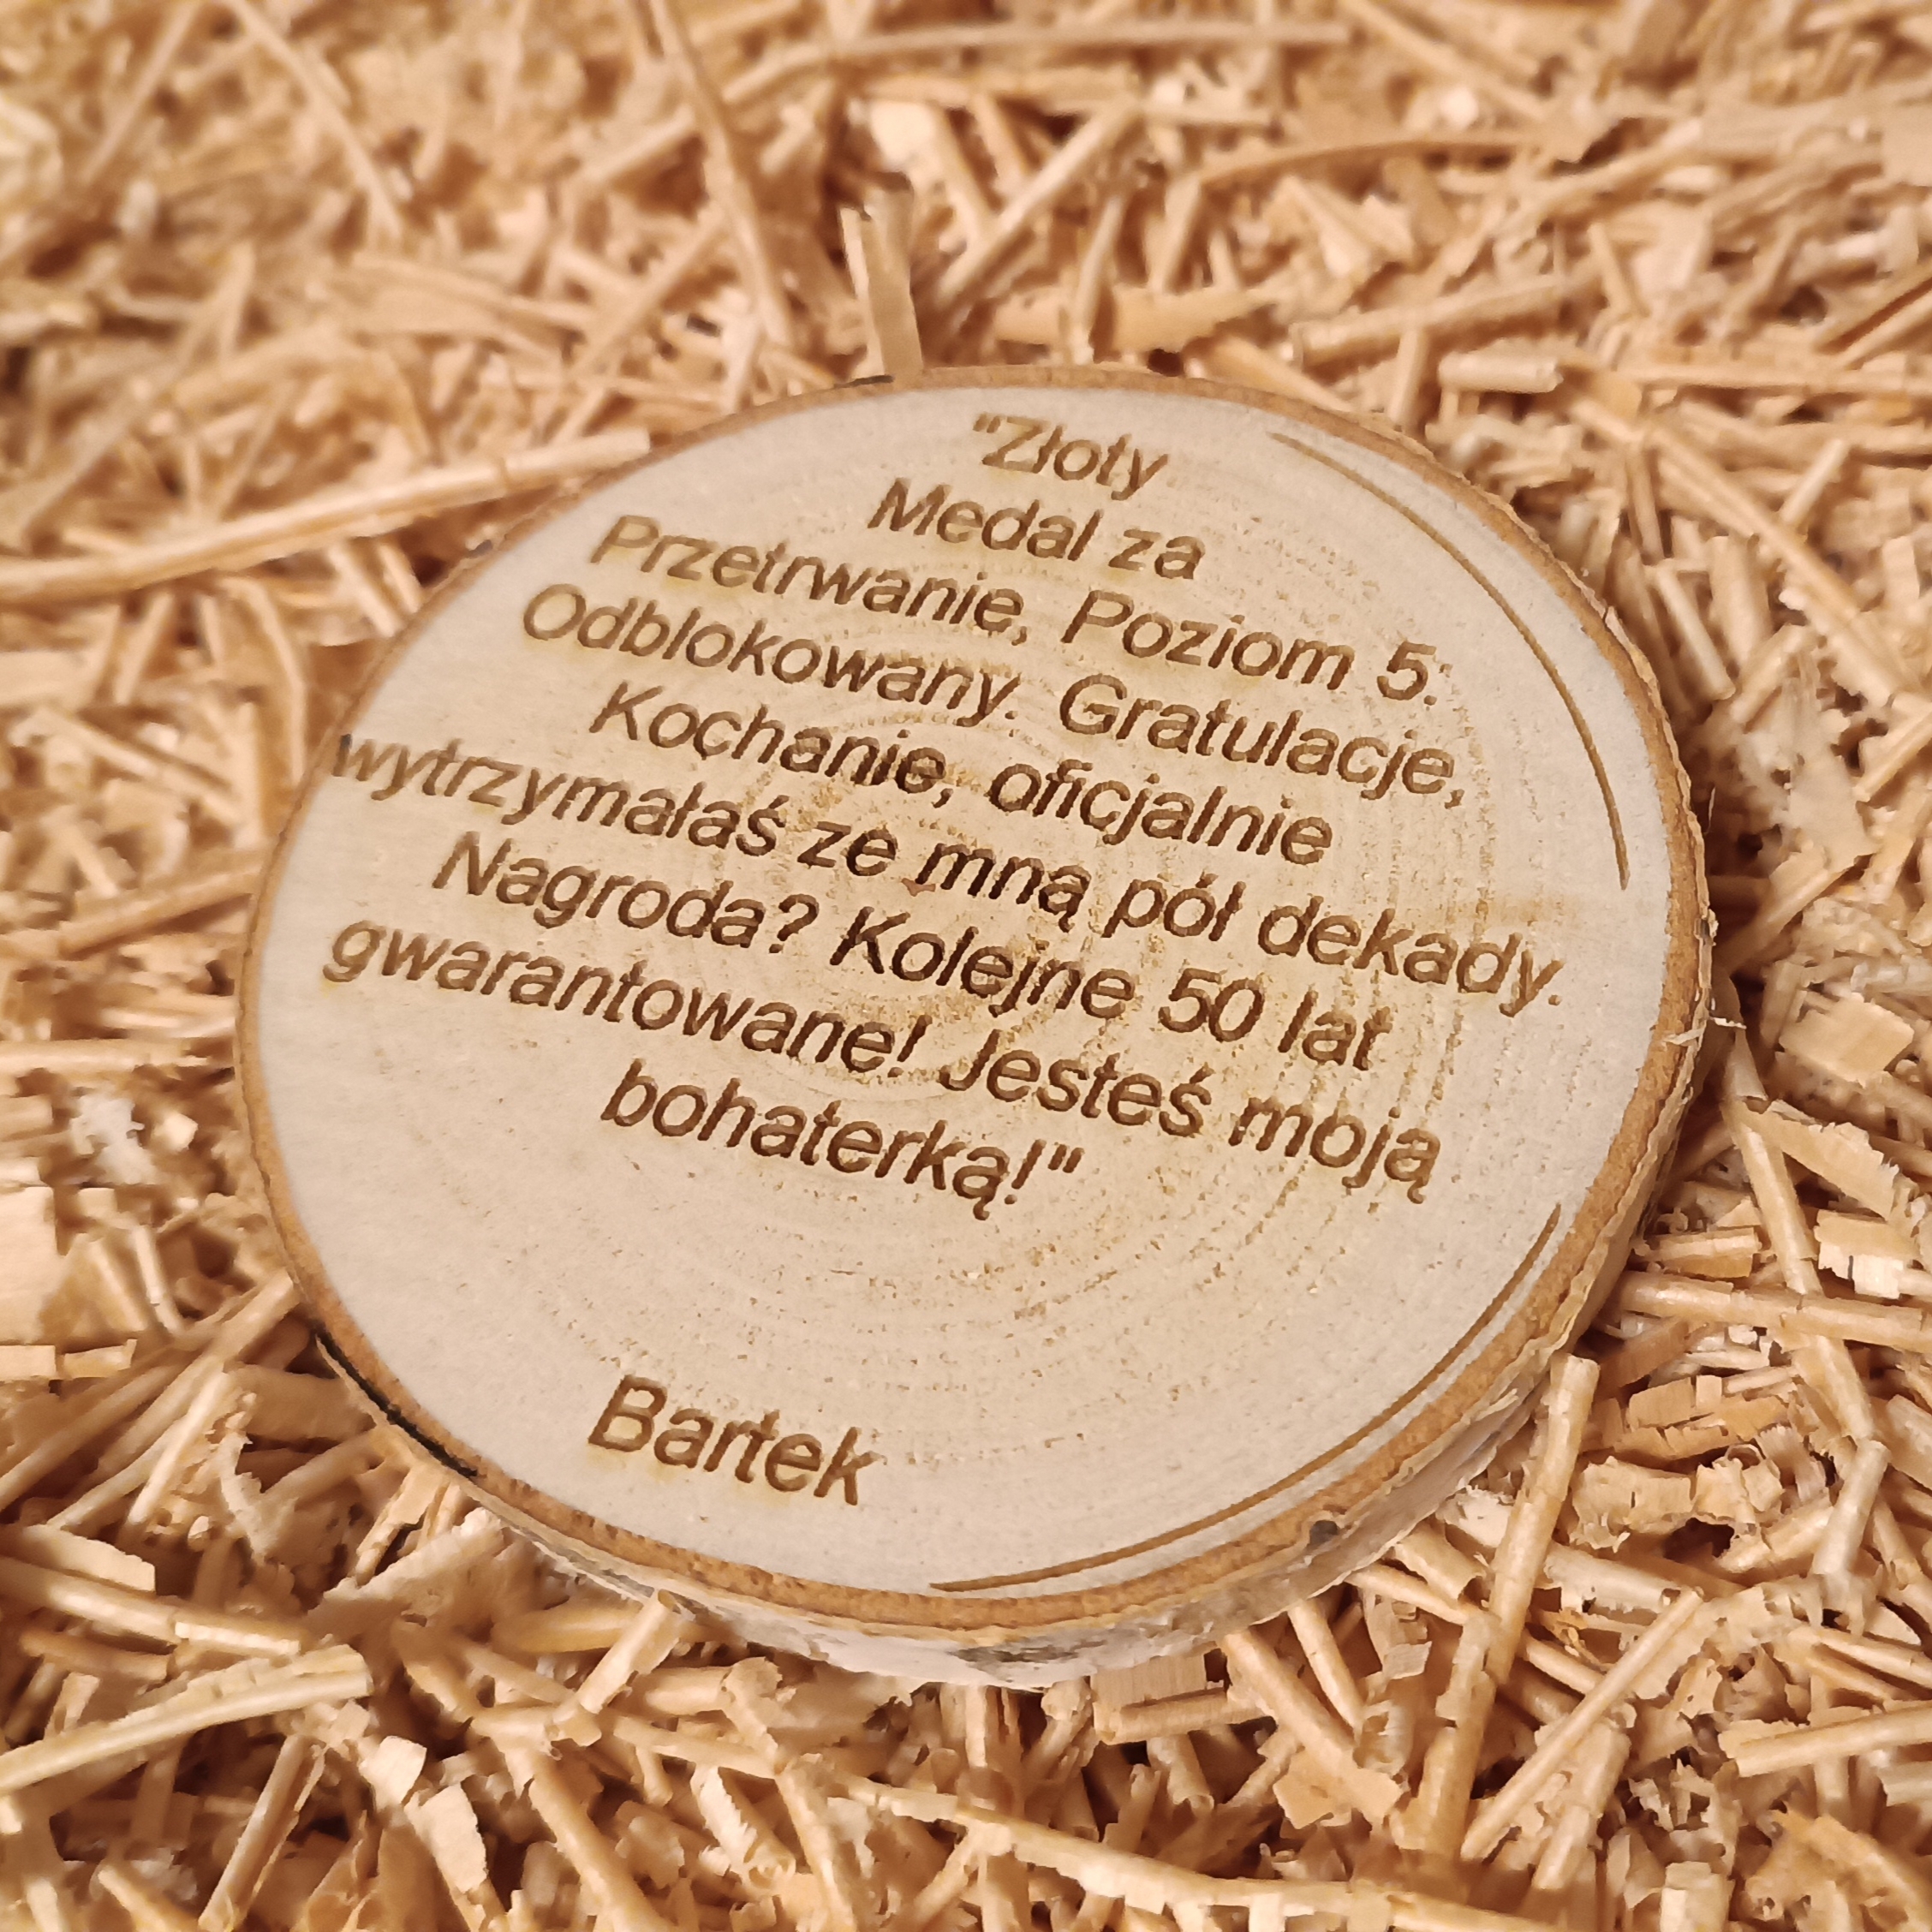 "Złoty
Medal za
Przetrwanie, Poziom 5:
Odblokowany. Gratulacje,
Kochanie, oficjalnie
wytrzymałaś ze mną pół dekady.
Nagroda? Kolejne 50 lat
gwarantowane! Jesteś moją
bohaterką!"
Bartek